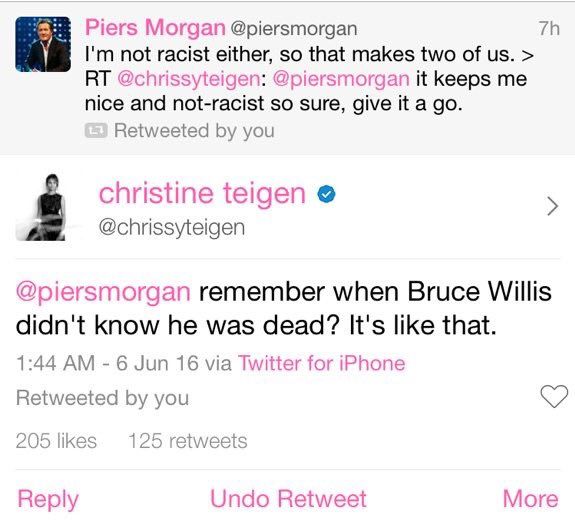 Piers Morgan @piersmorgan 7h
I'm not racist either, so that makes two of us. >
RT @chrissyteigen: @piersmorgan it keeps me
nice and not-racist so sure, give it a go.
Retweeted by you
christine teigen
@chrissyteigen
@piersmorgan remember when Bruce Willis
didn't know he was dead? It's like that.
1:44 AM - 6 Jun 16 via Twitter for iPhone
Retweeted by you
205 likes 125 retweets
Reply Undo Retweet More